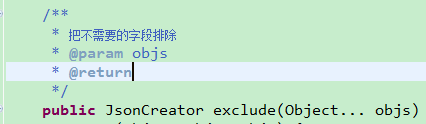 /**
* 把不需要的字段排除
* @param objs
* @return
*/
public JsonCreator exclude(Object... objs)